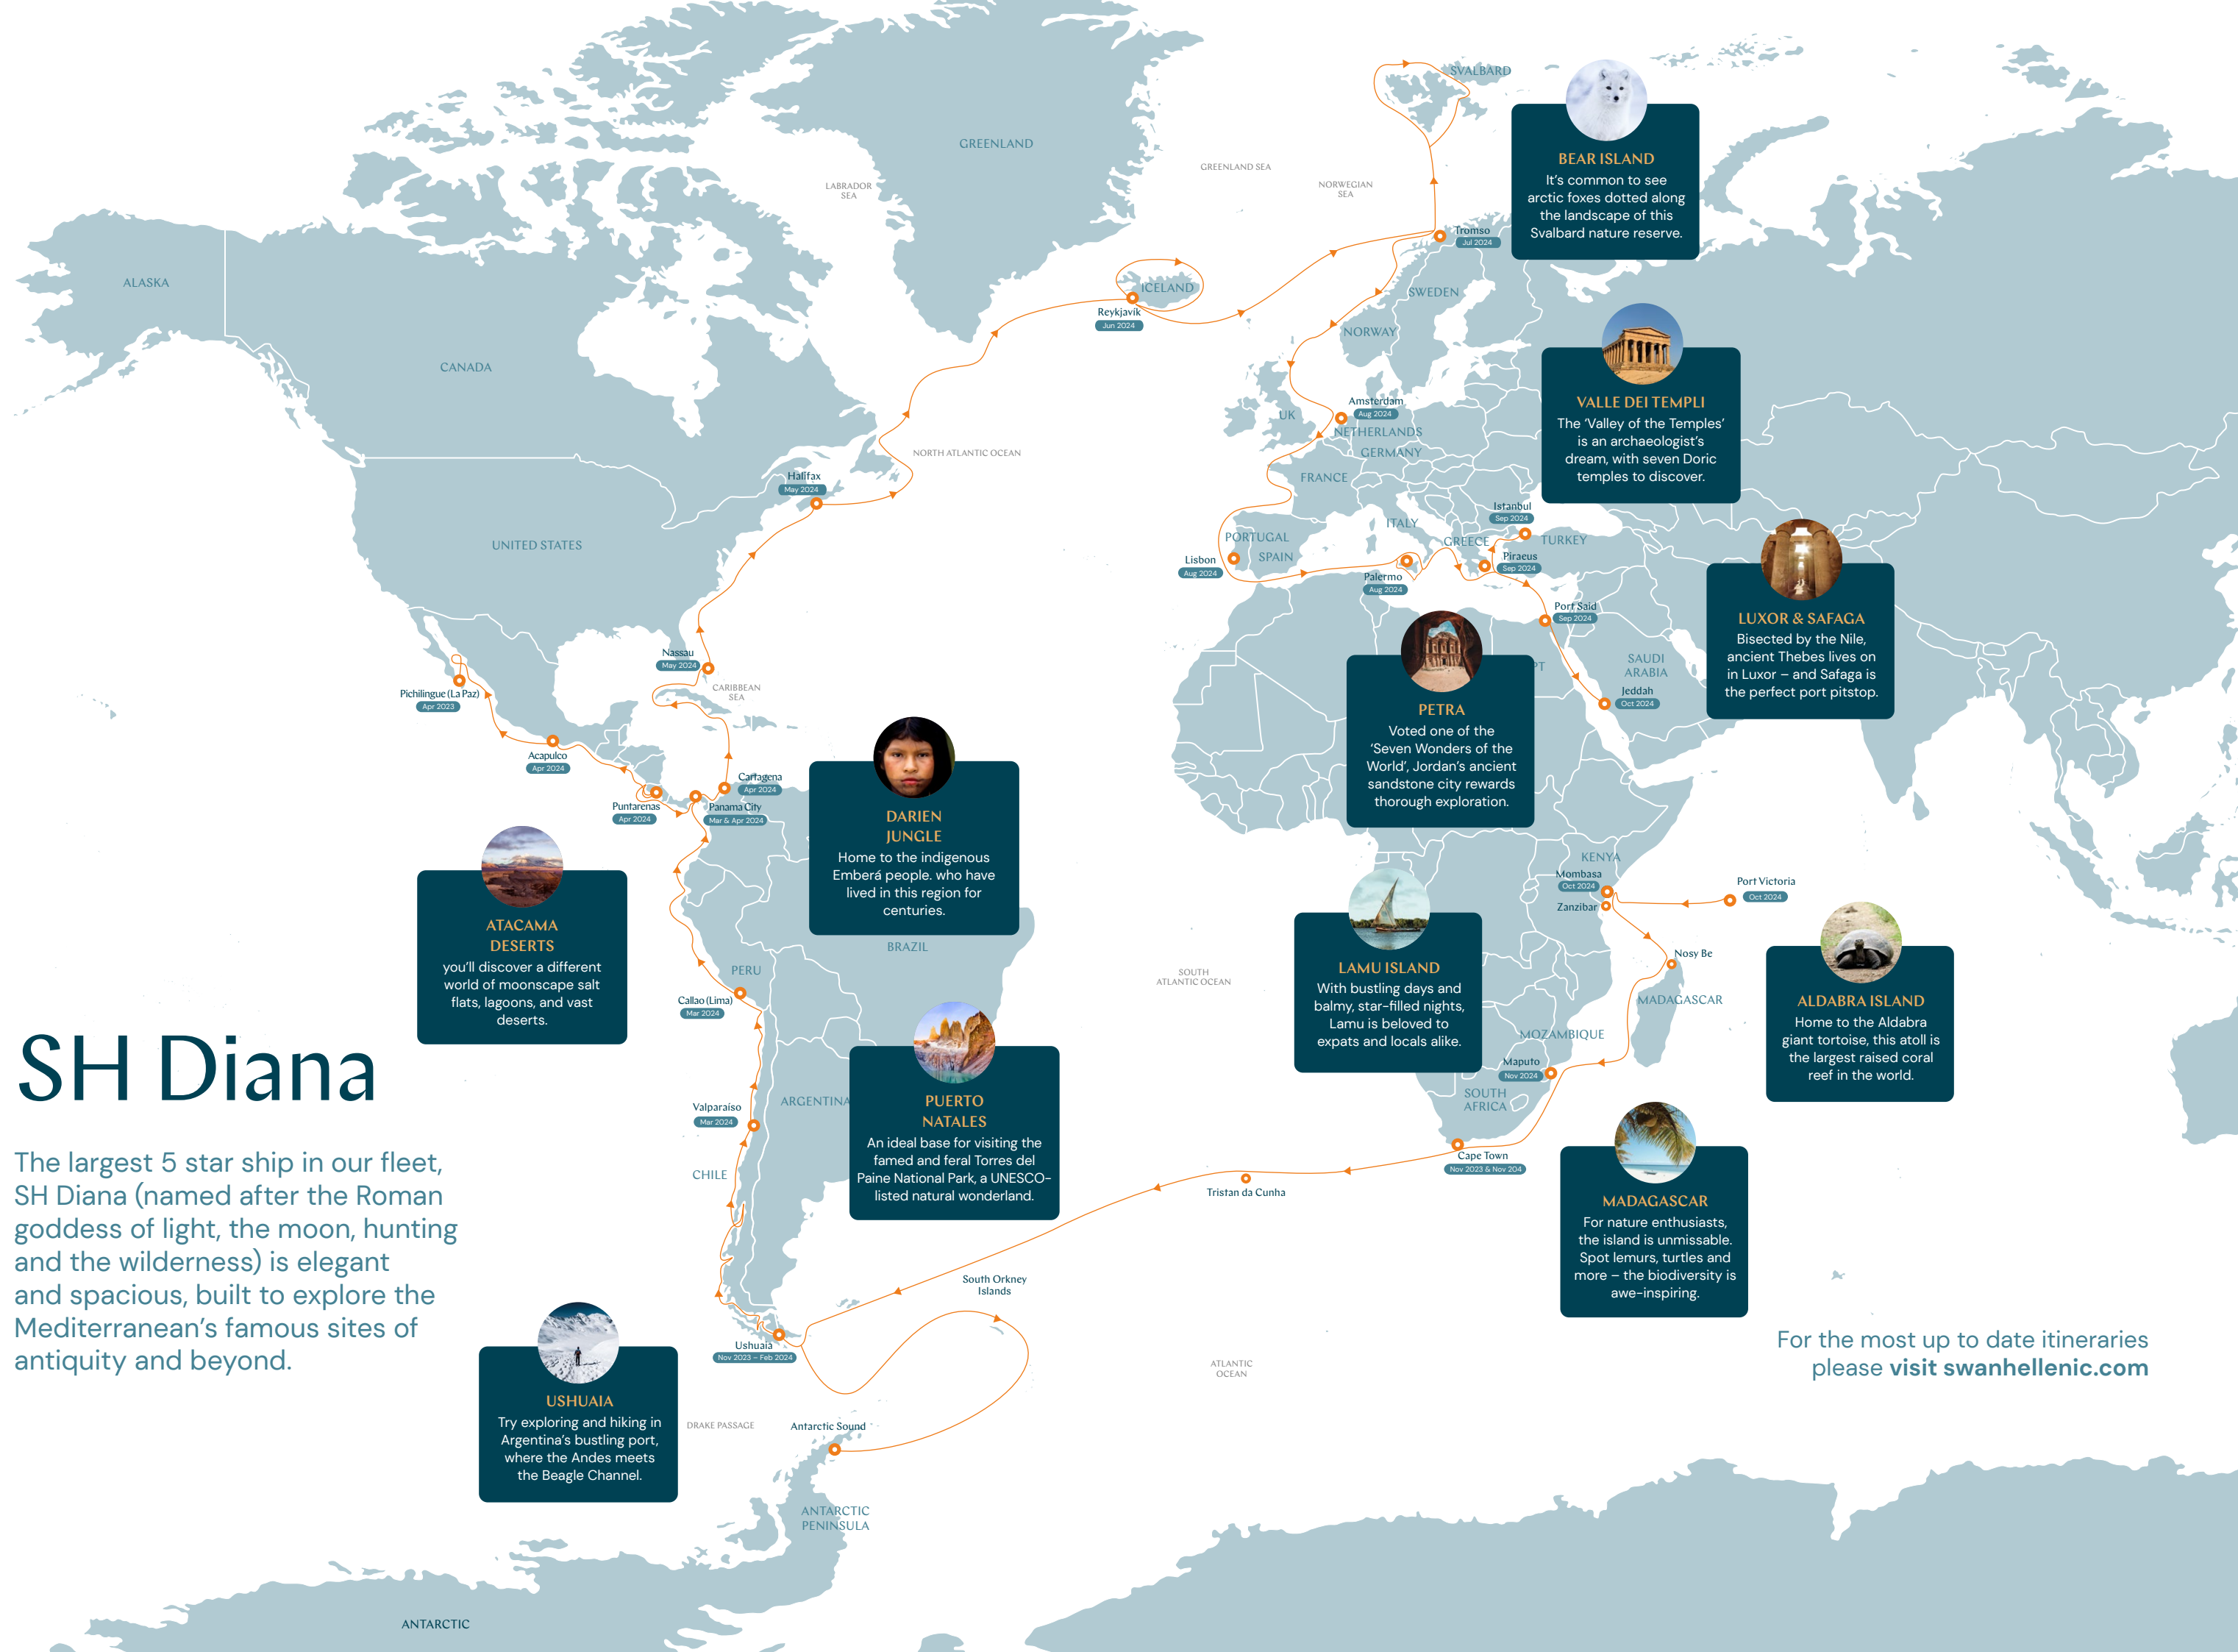 SVALBARD
GREENLAND
GREENLAND SEA
LABRADOR
SEA
NORWEGIAN
SEA
BEAR ISLAND
It's common to see
arctic foxes dotted along
the landscape of this
Svalbard nature reserve.
Tromso
Jul 2024
ALASKA
ICELAND
Reykjavik
Jun 2024
SWEDEN
NORWAY
CANADA
UK
Amsterdam
Aug 2024
NETHERLANDS
GERMANY
FRANCE
VALLE DEI TEMPLI
The ‘Valley of the Temples’
is an archaeologist’s
dream, with seven Doric
temples to discover.
NORTH ATLANTIC OCEAN
Halifax
May 2024
UNITED STATES
Istanbul
Sep 2024
ITALY
GREECE
TURKEY
PORTUGAL
SPAIN
Lisbon
Aug 2024
Palermo
Aug 2024
Piraeus
Sep 2024
Port Said
Sep 2024
LUXOR & SAFAGA
Bisected by the Nile,
ancient Thebes lives on
in Luxor – and Safaga is
the perfect port pitstop.
PT
SAUDI
ARABIA
Jeddah
Oct 2024
Nassau
May 2024
CARIBBEAN
SEA
Pichilingue (La Paz)
Apr 2023
Acapulco
Apr 2024
Puntarenas
Apr 2024
Cartagena
Apr 2024
Panama City
Mar & Apr 2024
PETRA
Voted one of the
‘Seven Wonders of the
World’, Jordan’s ancient
sandstone city rewards
thorough exploration.
DARIEN
JUNGLE
Home to the indigenous
Emberá people. who have
lived in this region for
centuries.
BRAZIL
ATACAMA
DESERTS
you’ll discover a different
world of moonscape salt
flats, lagoons, and vast
deserts.
KENYA
Mombasa
Oct 2024
Zanzibar
Port Victoria
Oct 2024
Nosy Be
MADAGASCAR
LAMU ISLAND
With bustling days and
balmy, star-filled nights,
Lamu is beloved to
expats and locals alike.
ALDABRA ISLAND
Home to the Aldabra
giant tortoise, this atoll is
the largest raised coral
reef in the world.
PERU
Callao (Lima)
Mar 2024
SOUTH
ATLANTIC OCEAN
MOZAMBIQUE
Maputo
Nov 2024
SOUTH
AFRICA
Cape Town
Nov 2023 & Nov 204
Tristan da Cunha
SH Diana
The largest 5 star ship in our fleet,
SH Diana (named after the Roman
goddess of light, the moon, hunting
and the wilderness) is elegant
and spacious, built to explore the
Mediterranean’s famous sites of
antiquity and beyond.
ARGENTINA
Valparaíso
Mar 2024
CHILE
PUERTO
NATALES
An ideal base for visiting the
famed and feral Torres del
Paine National Park, a UNESCO-
listed natural wonderland.
MADAGASCAR
For nature enthusiasts,
the island is unmissable.
Spot lemurs, turtles and
more – the biodiversity is
awe-inspiring.
South Orkney
Islands
Ushuaia
Nov 2023 – Feb 2024
USHUAIA
Try exploring and hiking in
Argentina’s bustling port,
where the Andes meets
the Beagle Channel.
ATLANTIC
OCEAN
DRAKE PASSAGE
Antarctic Sound
ANTARCTIC
PENINSULA
ANTARCTIC
For the most up to date itineraries
please visit swanhellenic.com